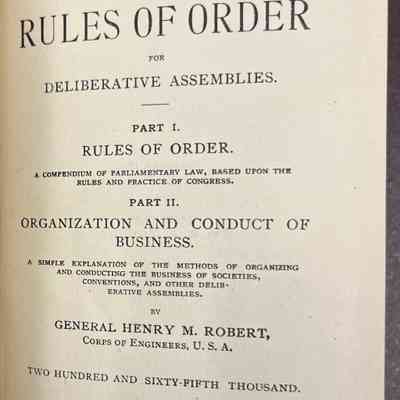 RULES OF ORDER
FOR
DELIBERATIVE ASSEMBLIES.
PART I.
RULES OF ORDER.
A COMPENDIUM OF PARLIAMENTARY LAW, BASED UPON THE
RULES AND PRACTICE OF CONGRESS.
PART II.
ORGANIZATION AND CONDUCT OF
BUSINESS.
A SIMPLE EXPLANATION OF THE METHODS OF ORGANIZING
AND CONDUCTING THE BUSINESS OF SOCIETIES,
CONVENTIONS, AND OTHER DELIB-
ERATIVE ASSEMBLIES.
BY
GENERAL HENRY M. ROBERT,
CORPS OF ENGINEERS, U. S. A.
TWO HUNDRED AND SIXTY-FIFTH THOUSAND.